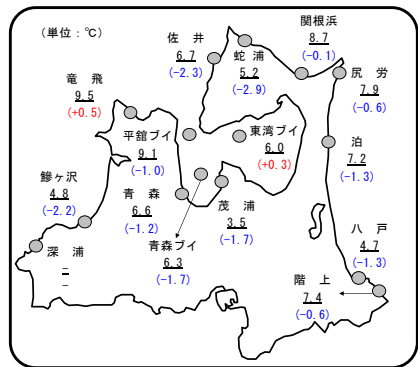 (単位：℃)
関根浜
8.7
(-0.1)
佐井
6.7
(-2.3)
蛇浦
5.2
(-2.9)
尻労
7.9
(-0.6)
竜飛
9.5
(+0.5)
平舘ブイ
9.1
(-1.0)
東湾ブイ
6.0
(+0.3)
泊
7.2
(-1.3)
鰺ヶ沢
4.8
(-2.2)
青森
6.6
(-1.2)
茂浦
3.5
(-1.7)
青森ブイ
6.3
(-1.7)
八戸
4.7
(-1.3)
深浦
-
-
階上
7.4
(-0.6)